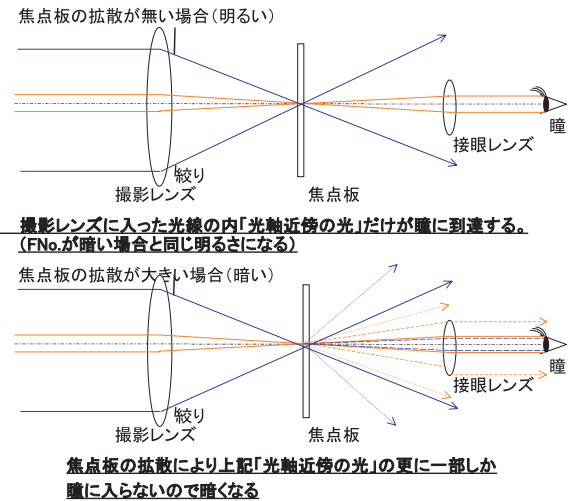 焦点板の拡散が無い場合(明るい)
接眼レンズ
瞳
絞り
撮影レンズ
焦点板
撮影レンズに入った光線の内「光軸近傍の光」だけが瞳に到達する。
(FNo.が暗い場合と同じ明るさになる)
焦点板の拡散が大きい場合(暗い)
瞳
接眼レンズ
絞り
撮影レンズ
焦点板
焦点板の拡散により上記「光軸近傍の光」の更に一部しか
瞳に入らないので暗くなる